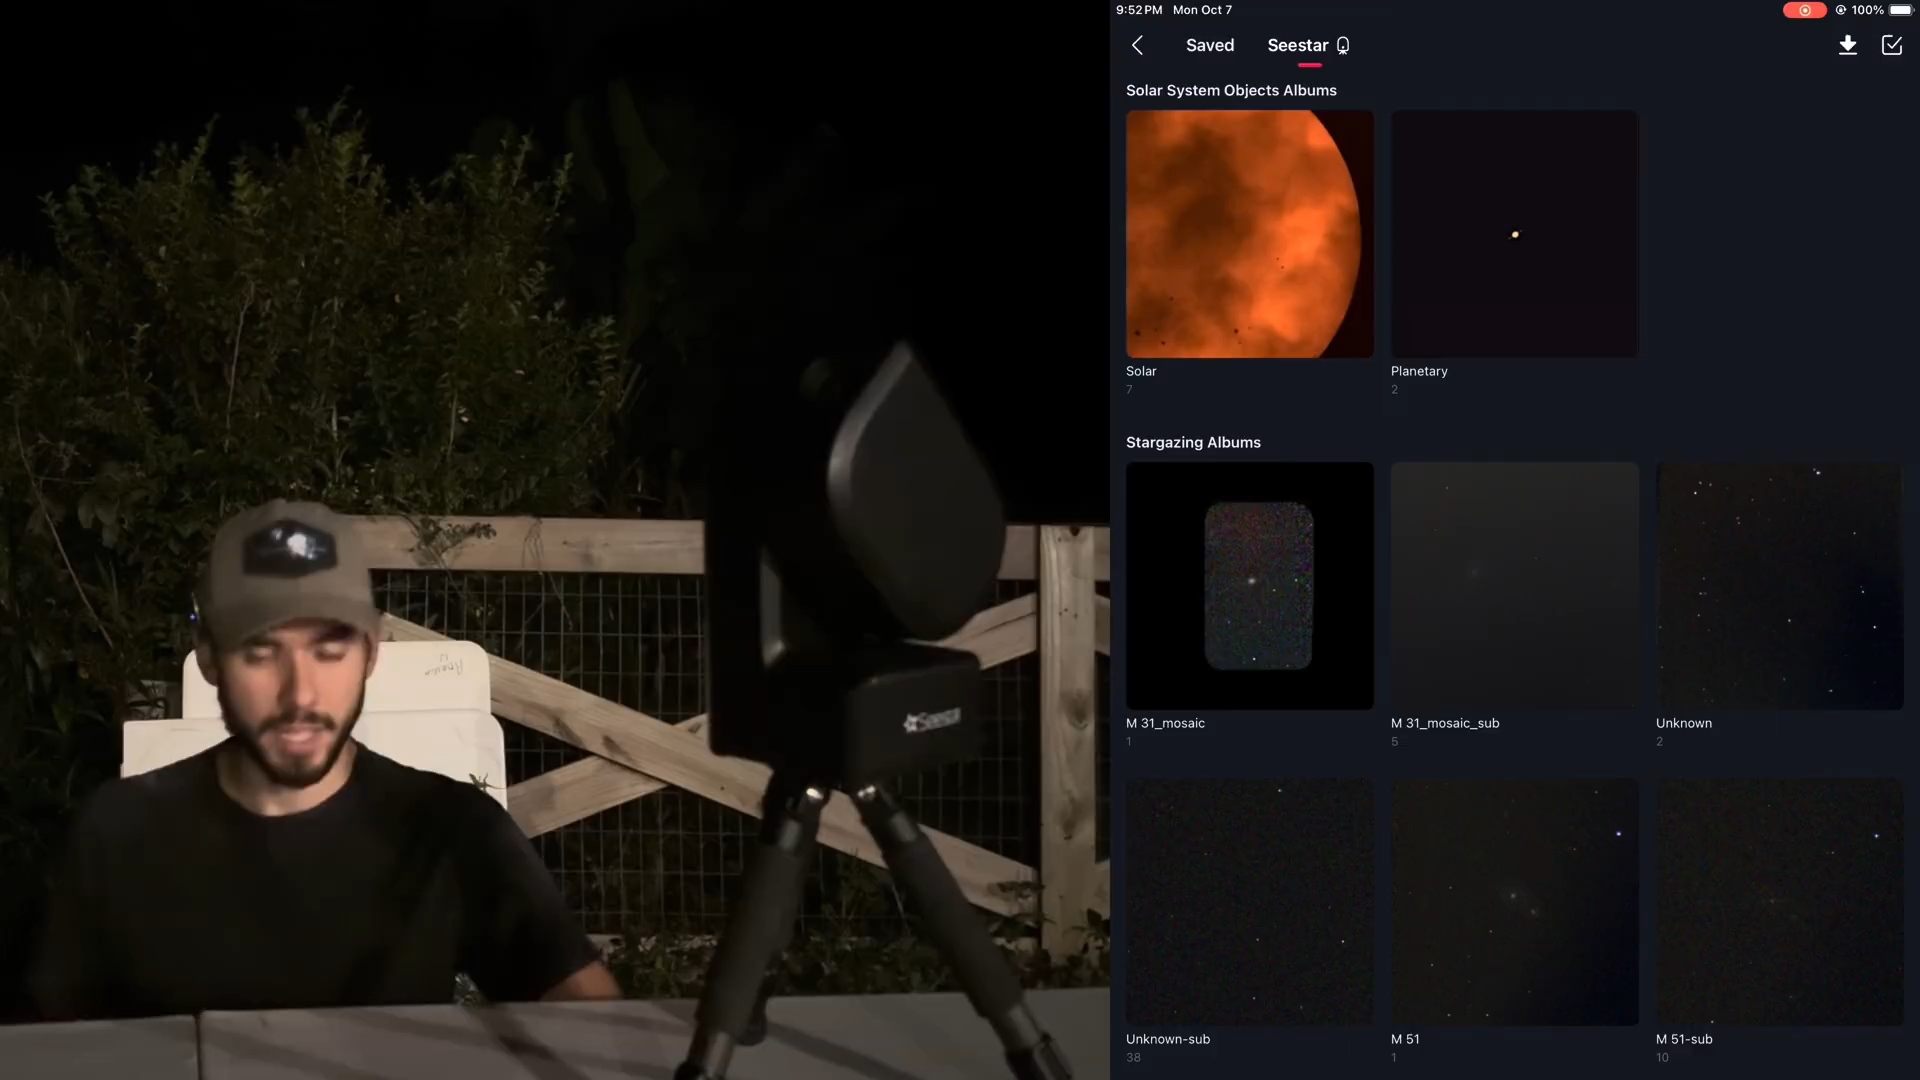 9:52 PM Mon Oct 7
100%
Saved
Seestar
Solar System Objects Albums
Solar
7
Planetary
2
Stargazing Albums
M 31_mosaic
1
M 31_mosaic_sub
5
Unknown
2
Unknown-sub
38
M 51
1
M 51-sub
10